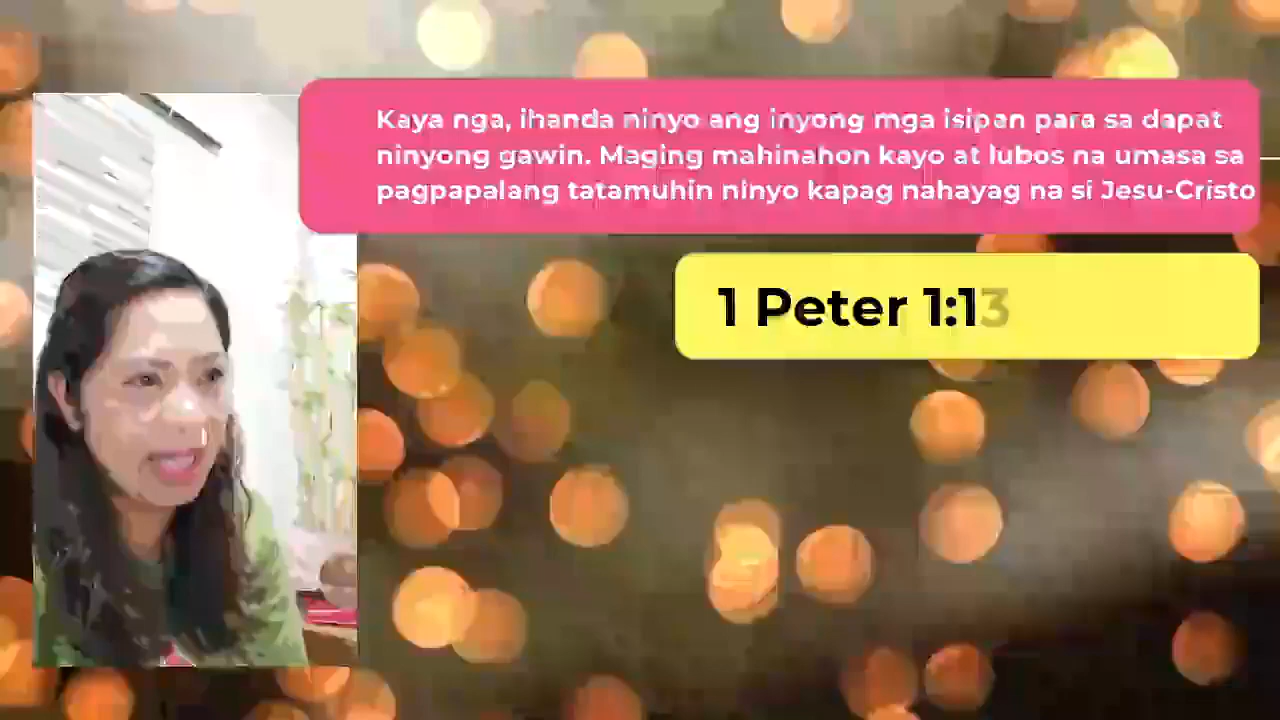 Kaya nga, ihanda ninyo ang inyong mga isipan para sa dapat
ninyong gawin. Maging mahinahon kayo at lubos na umasa sa
pagpapalang tatamuhin ninyo kapag nahayag na si Jesu-Cristo
1 Peter 1:13